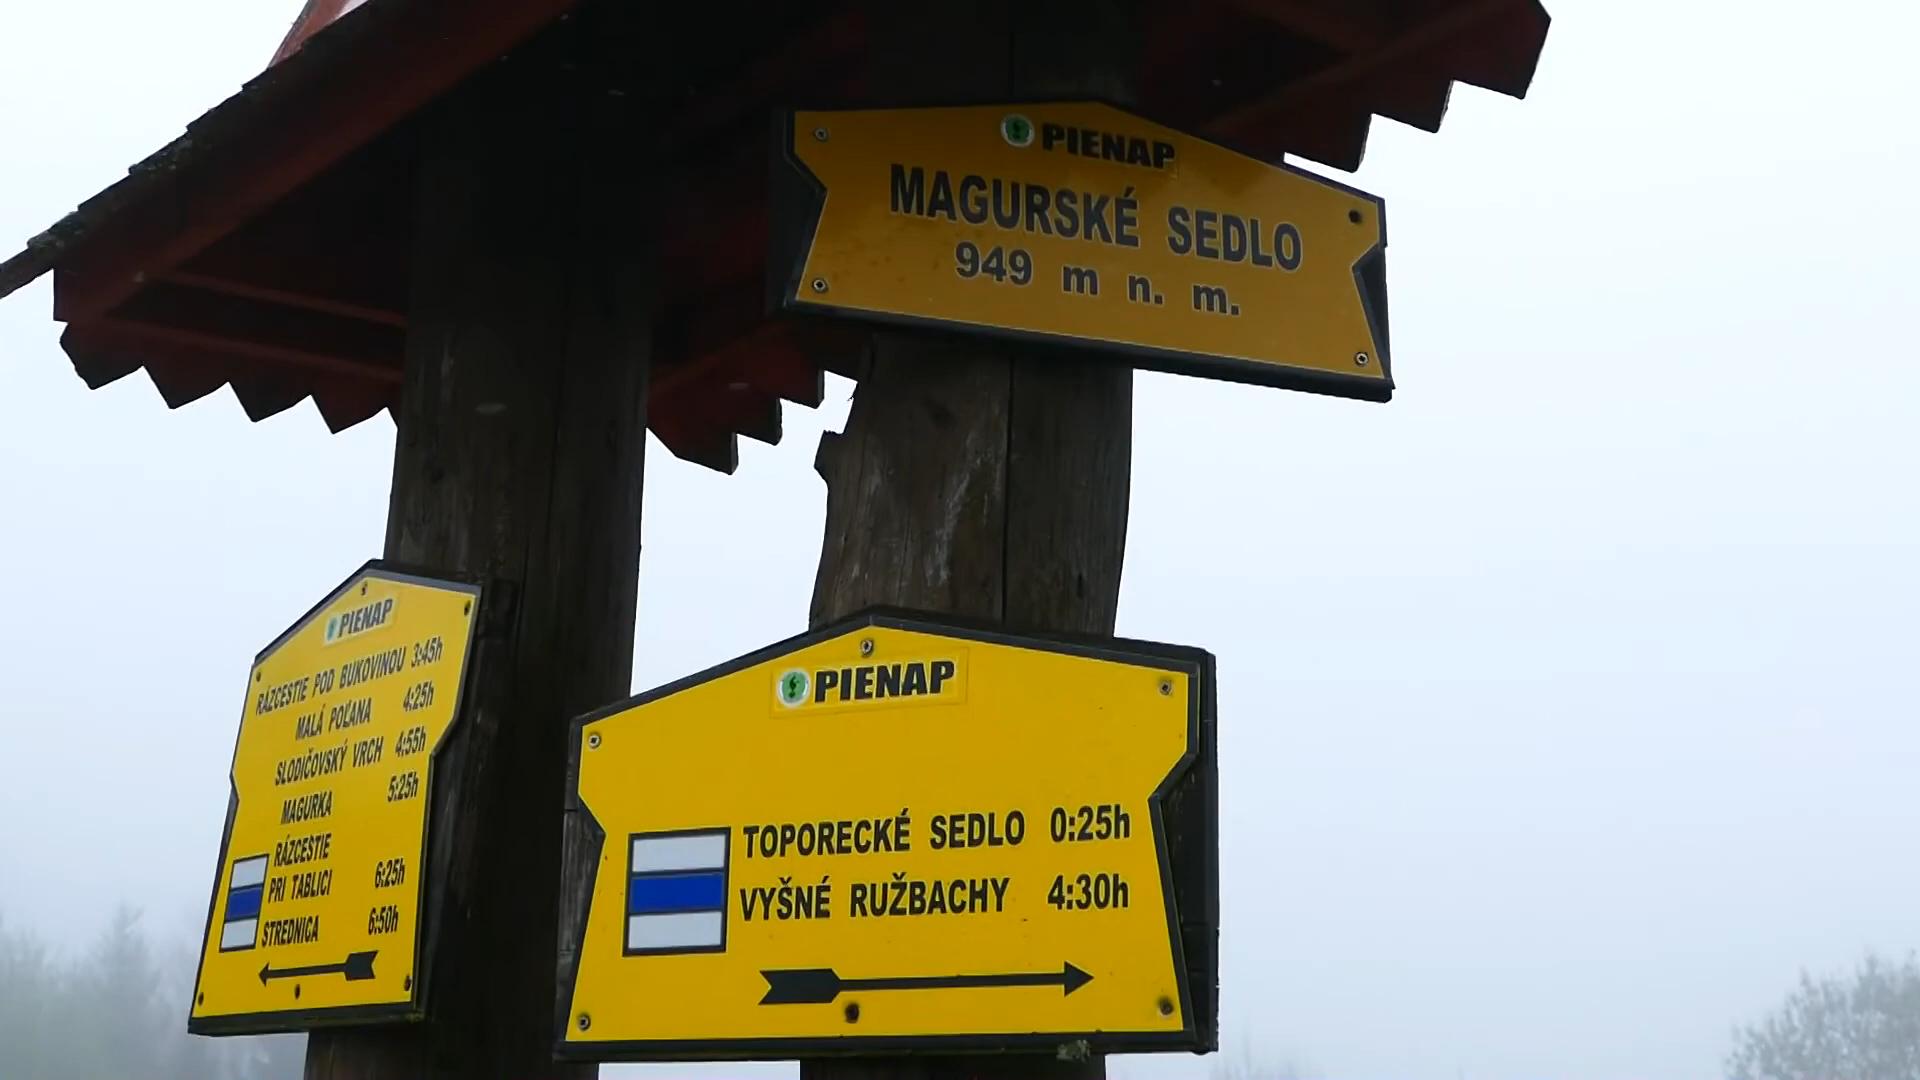 PIENAP
MAGURSKÉ SEDLO
949 m n. m.
PIENAP
RÁZCESTIE POD BUKOVINOU 3:45h
MALÁ POĽANA 4:25h
SLODIČOVSKÝ VRCH 4:55h
MAGURKA 5:25h
RÁZCESTIE
PRI TABLICI 6:25h
STREDNICA 6:50h
PIENAP
TOPORECKÉ SEDLO 0:25h
VYŠNÉ RUŽBACHY 4:30h